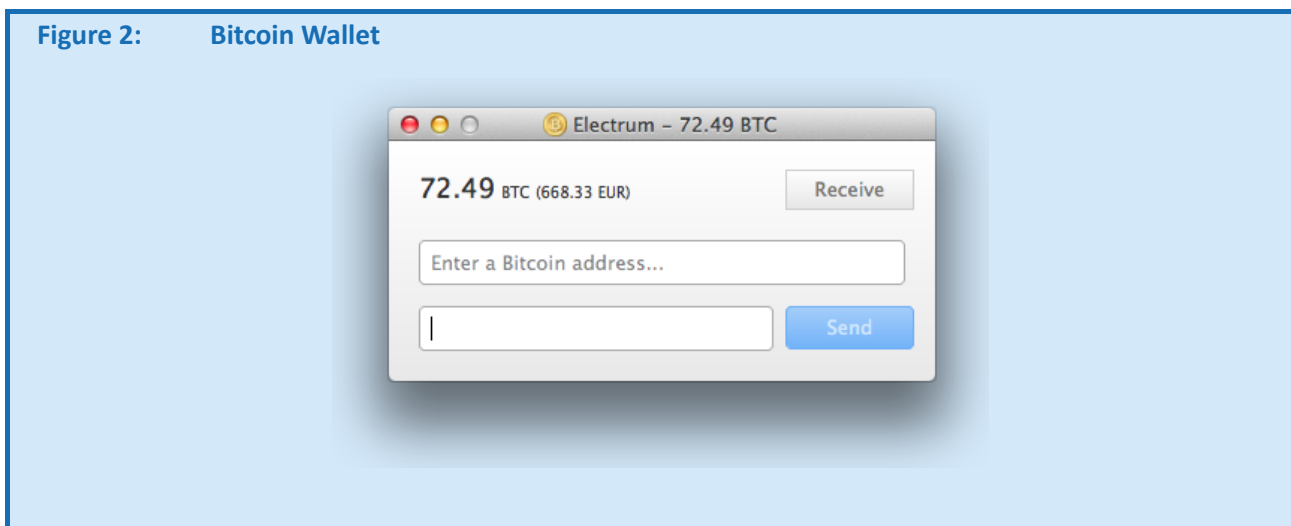 Figure 2: Bitcoin Wallet
Electrum – 72.49 BTC
72.49 BTC (668.33 EUR)
Receive
Enter a Bitcoin address...
Send